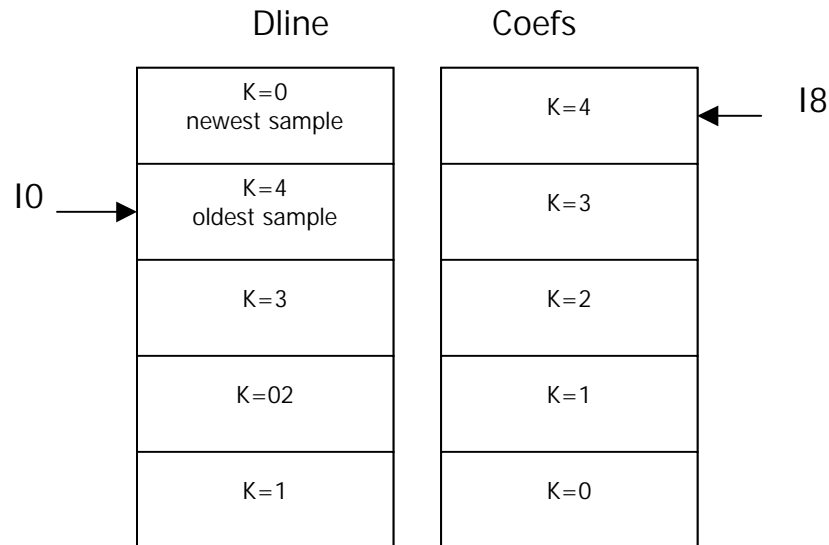 Dline Coefs
K=0
newest sample
K=4
I8
I0
K=4
oldest sample
K=3
K=3
K=2
K=02
K=1
K=1
K=0